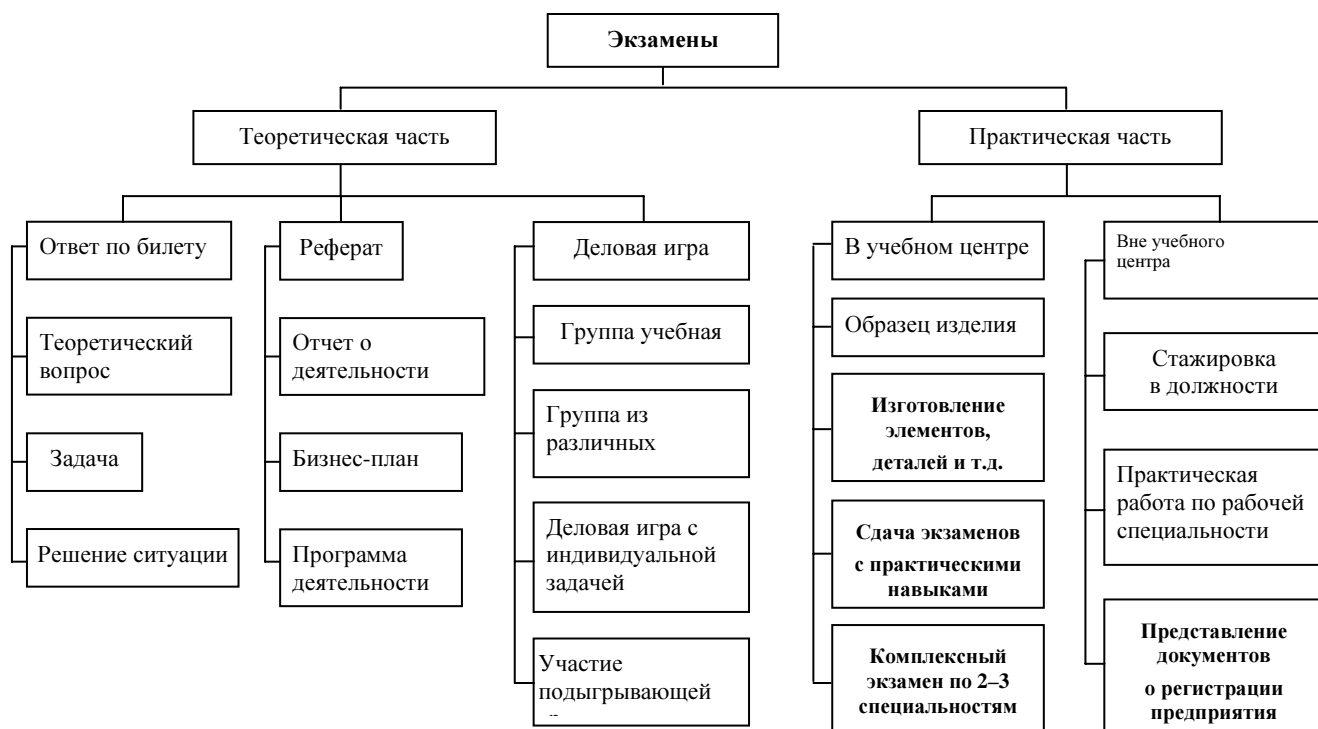 Экзамены
Теоретическая часть
Практическая часть
Ответ по билету
Теоретический
вопрос
Задача
Решение ситуации
Реферат
Отчет о
деятельности
Бизнес-план
Программа
деятельности
Деловая игра
Группа учебная
Группа из
различных
Деловая игра с
индивидуальной
задачей
Участие
подыгрывающей
В учебном центре
Образец изделия
Изготовление
элементов,
деталей и т.д.
Сдача экзаменов
с практическими
навыками
Комплексный
экзамен по 2–3
специальностям
Вне учебного
центра
Стажировка
в должности
Практическая
работа по рабочей
специальности
Представление
документов
о регистрации
предприятия